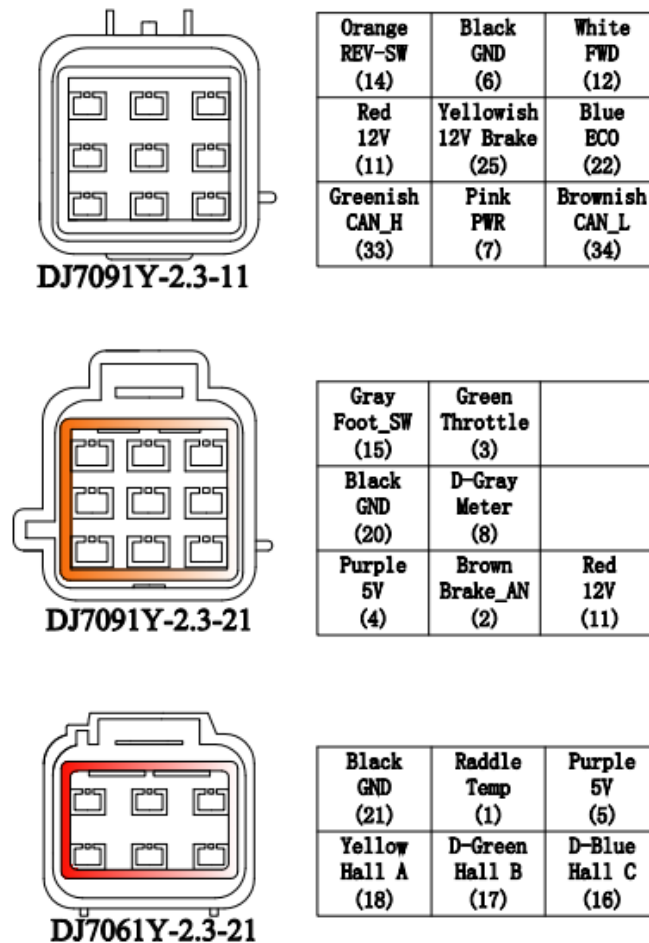 Orange Black White
REV-SW GND FWD
(14) (6) (12)
Red Yellowish Blue
12V 12V Brake ECO
(11) (25) (22)
Greenish Pink Brownish
CAN_H PWR CAN_L
(33) (7) (34)
DJ7091Y-2.3-11
Gray Green
Foot_SW Throttle
(15) (3)
Black D-Gray
GND Meter
(20) (8)
Purple Brown Red
5V Brake_AN 12V
(4) (2) (11)
DJ7091Y-2.3-21
Black Raddle Purple
GND Temp 5V
(21) (1) (5)
Yellow D-Green D-Blue
Hall A Hall B Hall C
(18) (17) (16)
DJ7061Y-2.3-21